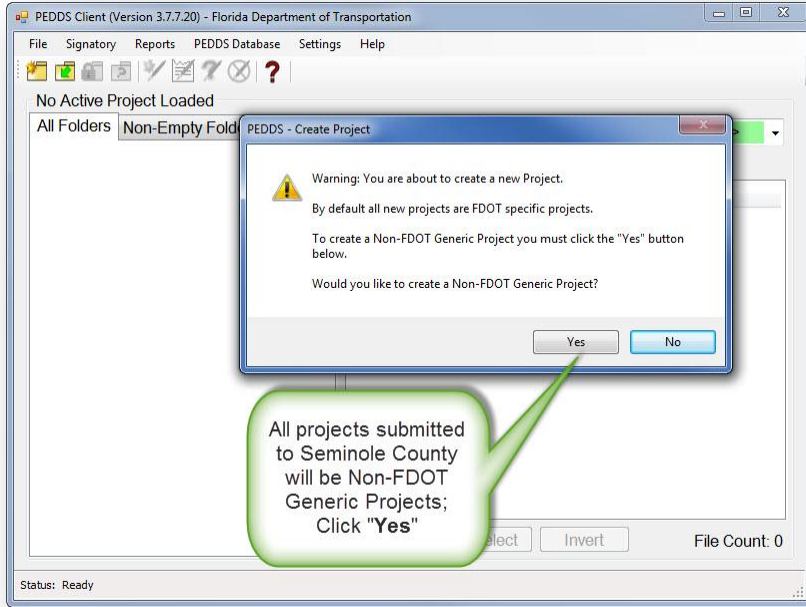 PEDDS Client (Version 3.7.7.20) - Florida Department of Transportation
File Signatory Reports PEDDS Database Settings Help
No Active Project Loaded
All Folders Non-Empty
PEDDS - Create Project
Warning: You are about to create a new Project.
By default all new projects are FDOT specific projects.
To create a Non-FDOT Generic Project you must click the "Yes" button
below.
Would you like to create a Non-FDOT Generic Project?
Yes No
All projects submitted
to Seminole County
will be Non-FDOT
Generic Projects;
Click "Yes"
Invert File Count: 0
Status: Ready